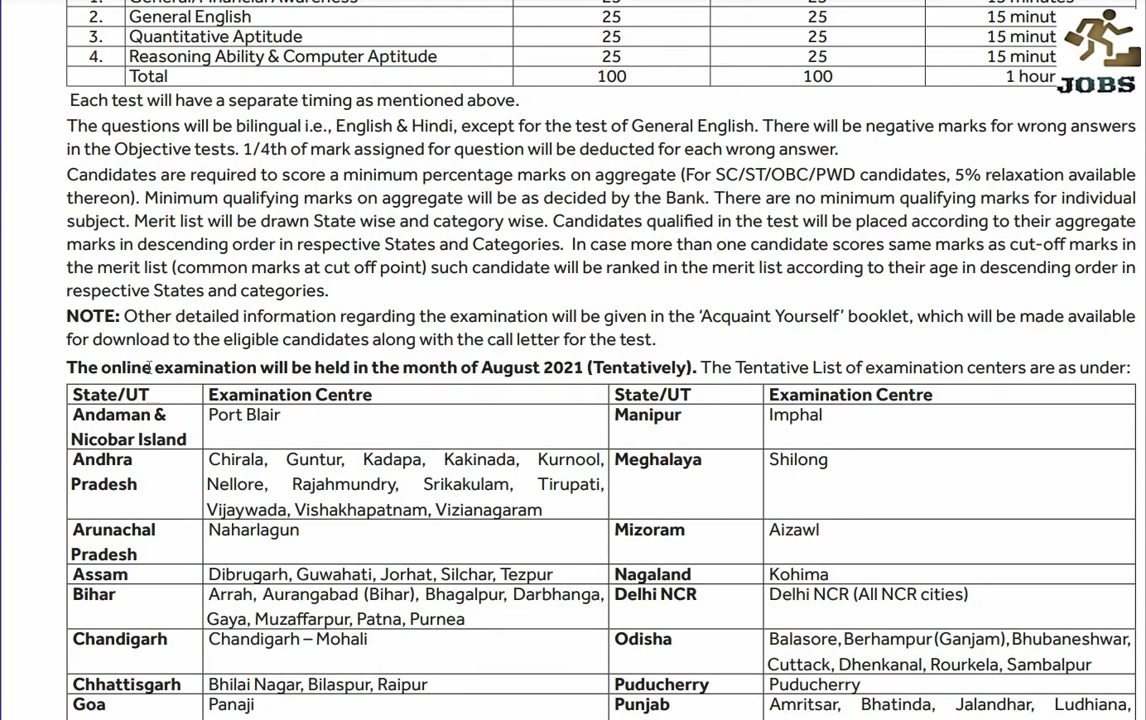 2. General English 25 25 15 minut
3. Quantitative Aptitude 25 25 15 minut
4. Reasoning Ability & Computer Aptitude 25 25 15 minut
Total 100 100 1 hour
JOBS
Each test will have a separate timing as mentioned above.
The questions will be bilingual i.e., English & Hindi, except for the test of General English. There will be negative marks for wrong answers
in the Objective tests. 1/4th of mark assigned for question will be deducted for each wrong answer.
Candidates are required to score a minimum percentage marks on aggregate (For SC/ST/OBC/PWD candidates, 5% relaxation available
thereon). Minimum qualifying marks on aggregate will be as decided by the Bank. There are no minimum qualifying marks for individual
subject. Merit list will be drawn State wise and category wise. Candidates qualified in the test will be placed according to their aggregate
marks in descending order in respective States and Categories. In case more than one candidate scores same marks as cut-off marks in
the merit list (common marks at cut off point) such candidate will be ranked in the merit list according to their age in descending order in
respective States and categories.
NOTE: Other detailed information regarding the examination will be given in the ‘Acquaint Yourself’ booklet, which will be made available
for download to the eligible candidates along with the call letter for the test.
The online examination will be held in the month of August 2021 (Tentatively). The Tentative List of examination centers are as under:
State/UT Examination Centre State/UT Examination Centre
Andaman & Port Blair Manipur Imphal
Nicobar Island
Andhra Chirala, Guntur, Kadapa, Kakinada, Kurnool, Meghalaya Shilong
Pradesh Nellore, Rajahmundry, Srikakulam, Tirupati,
Vijaywada, Vishakhapatnam, Vizianagaram
Arunachal Naharlagun Mizoram Aizawl
Pradesh
Assam Dibrugarh, Guwahati, Jorhat, Silchar, Tezpur Nagaland Kohima
Bihar Arrah, Aurangabad (Bihar), Bhagalpur, Darbhanga, Delhi NCR Delhi NCR (All NCR cities)
Gaya, Muzaffarpur, Patna, Purnea
Chandigarh Chandigarh – Mohali Odisha Balasore, Berhampur (Ganjam), Bhubaneshwar,
Cuttack, Dhenkanal, Rourkela, Sambalpur
Chhattisgarh Bhilai Nagar, Bilaspur, Raipur Puducherry Puducherry
Goa Panaji Punjab Amritsar, Bhatinda, Jalandhar, Ludhiana,